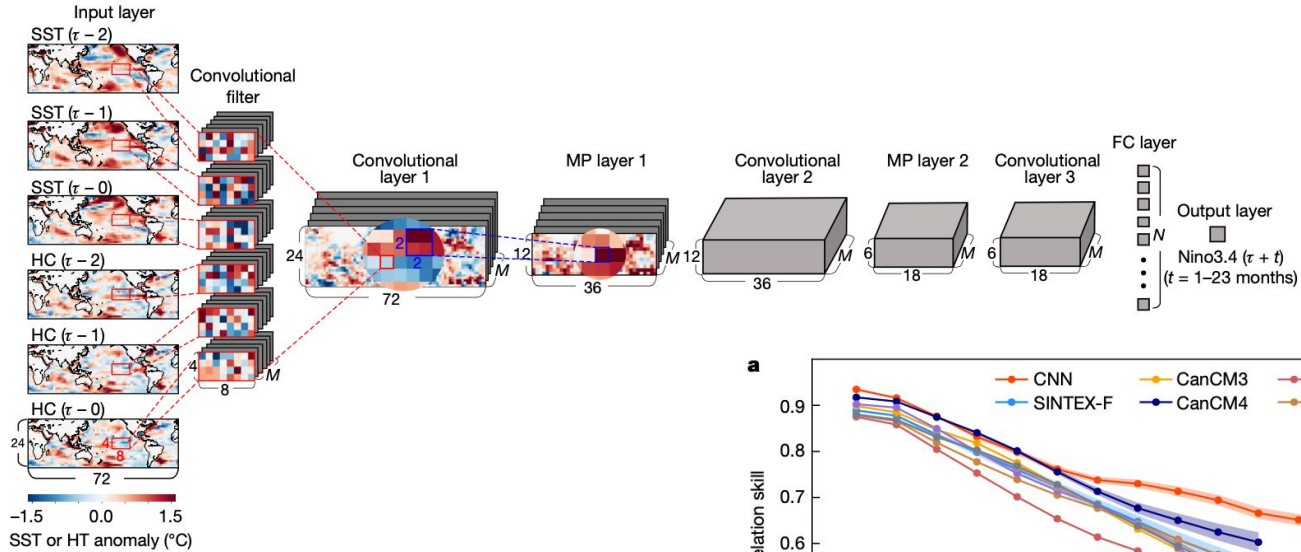 Input layer
SST (τ − 2)
SST (τ − 1)
SST (τ − 0)
HC (τ − 2)
HC (τ − 1)
HC (τ − 0)
24
4
8
72
−1.5 0.0 1.5
SST or HT anomaly (°C)
Convolutional
filter
4
8
M
Convolutional
layer 1
24
2
2
72
M
MP layer 1
12
36
M
Convolutional
layer 2
12
36
M
MP layer 2
6
18
M
Convolutional
layer 3
6
18
M
FC layer
N
Output layer
Nino3.4 (τ + t)
(t = 1–23 months)
a
CNN
SINTEX-F
CanCM3
CanCM4
0.9
0.8
0.7
0.6